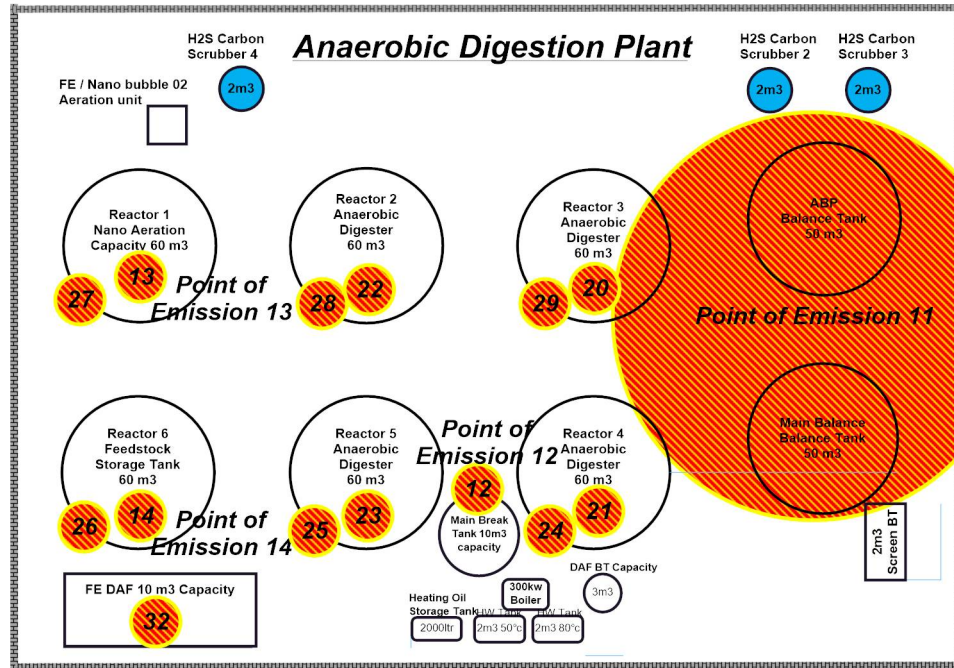 Anaerobic Digestion Plant
H2S Carbon
Scrubber 4
2m3
H2S Carbon
Scrubber 2
2m3
H2S Carbon
Scrubber 3
2m3
FE / Nano bubble 02
Aeration unit
Reactor 1
Nano Aeration
Capacity 60 m3
13
27
Point of
Emission 13
Reactor 2
Anaerobic
Digester
60 m3
22
28
Reactor 3
Anaerobic
Digester
60 m3
20
29
ABP
Balance Tank
50 m3
Point of Emission 11
Main Balance
Balance Tank
50 m3
Reactor 6
Feedstock
Storage Tank
60 m3
14
26
Point of
Emission 14
Reactor 5
Anaerobic
Digester
60 m3
23
25
Point of
Emission 12
12
Main Break
Tank 10m3
capacity
Reactor 4
Anaerobic
Digester
60 m3
21
24
2m3
Screen BT
FE DAF 10 m3 Capacity
32
Heating Oil
Storage Tank
2000ltr
300kw
Boiler
HW Tank
2m3 50°c
HW Tank
2m3 80°c
DAF BT Capacity
3m3